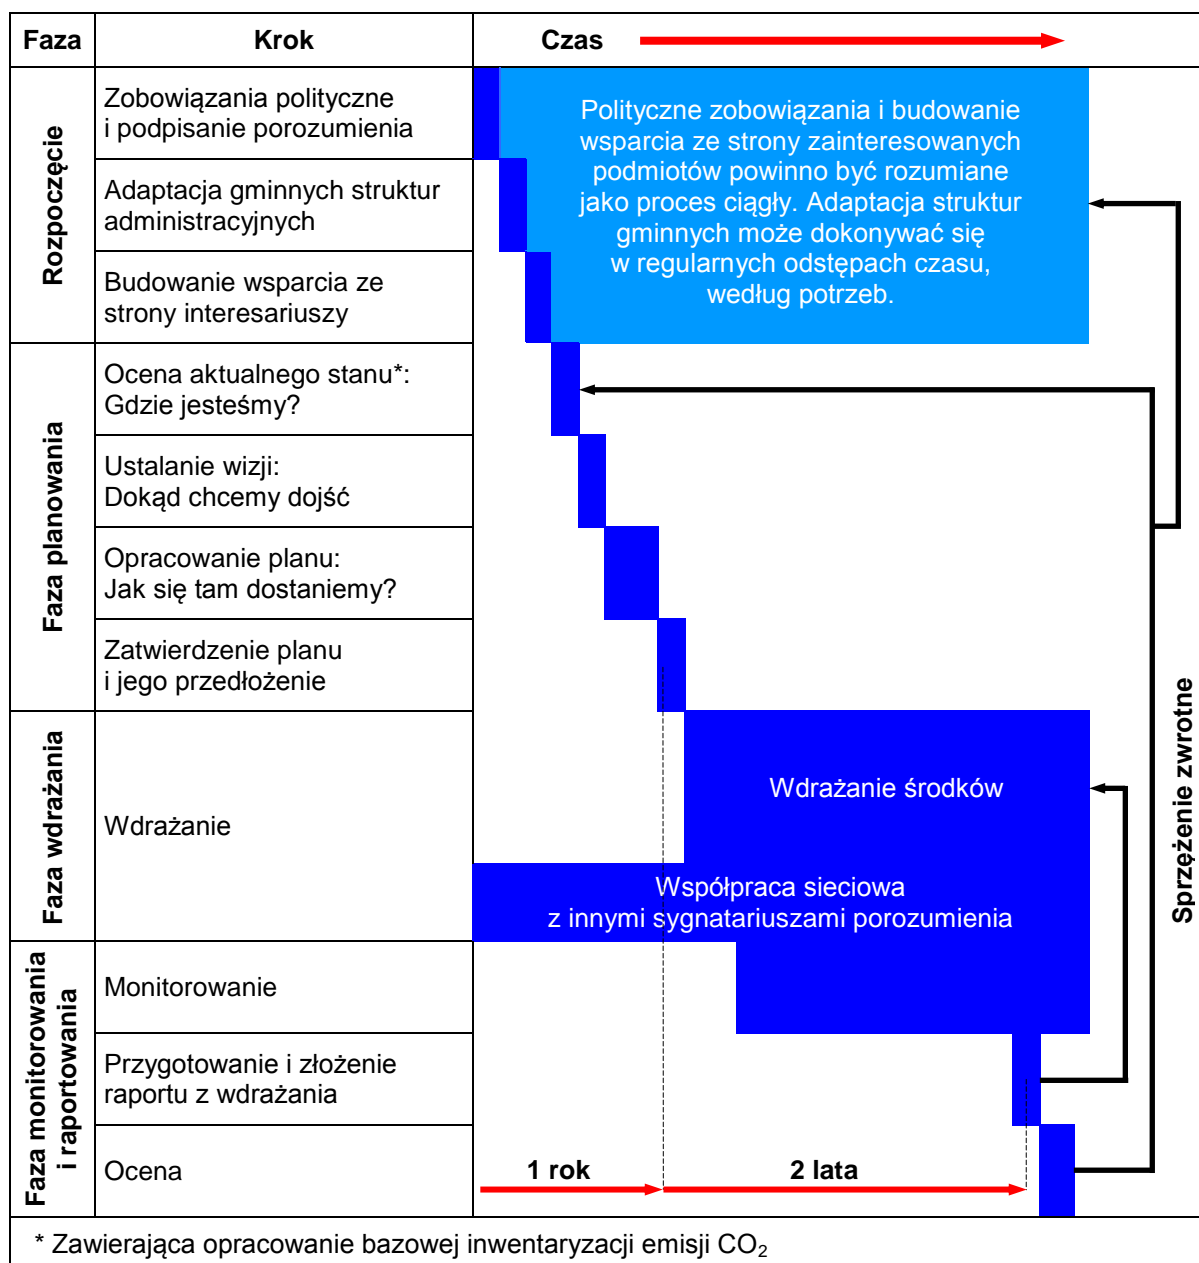 Faza
Krok
Czas
Rozpoczęcie
Zobowiązania polityczne
i podpisanie porozumienia
Adaptacja gminnych struktur
administracyjnych
Budowanie wsparcia ze
strony interesariuszy
Polityczne zobowiązania i budowanie
wsparcia ze strony zainteresowanych
podmiotów powinno być rozumiane
jako proces ciągły. Adaptacja struktur
gminnych może dokonywać się
w regularnych odstępach czasu,
według potrzeb.
Faza planowania
Ocena aktualnego stanu*:
Gdzie jesteśmy?
Ustalanie wizji:
Dokąd chcemy dojść
Opracowanie planu:
Jak się tam dostaniemy?
Zatwierdzenie planu
i jego przedłożenie
Faza wdrażania
Wdrażanie
Wdrażanie środków
Współpraca sieciowa
z innymi sygnatariuszami porozumienia
Sprzężenie zwrotne
Faza monitorowania
i raportowania
Monitorowanie
Przygotowanie i złożenie
raportu z wdrażania
Ocena
1 rok
2 lata
* Zawierająca opracowanie bazowej inwentaryzacji emisji CO₂